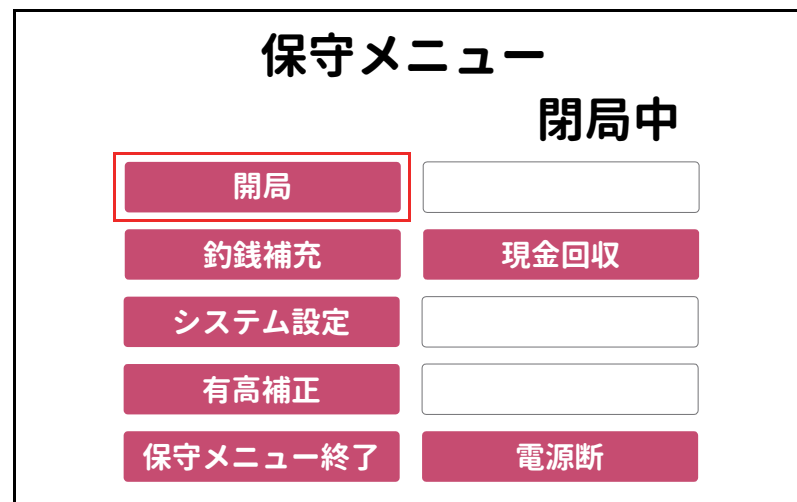 保守メニュー
閉局中
開局
釣銭補充 現金回収
システム設定
有高補正
保守メニュー終了 電源断